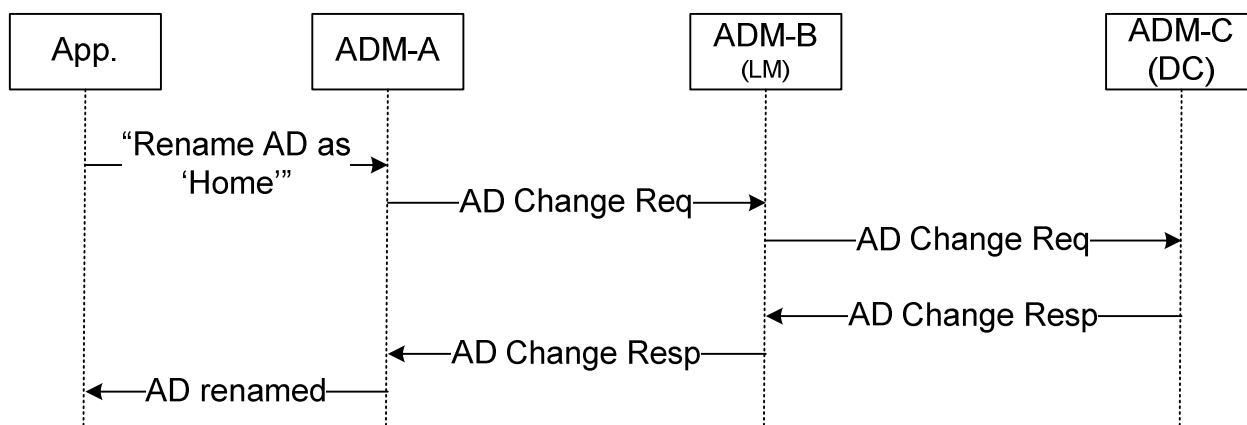 App.
ADM-A
ADM-B
(LM)
ADM-C
(DC)
“Rename AD as
‘Home’”
AD Change Req
AD Change Req
AD Change Resp
AD Change Resp
AD renamed